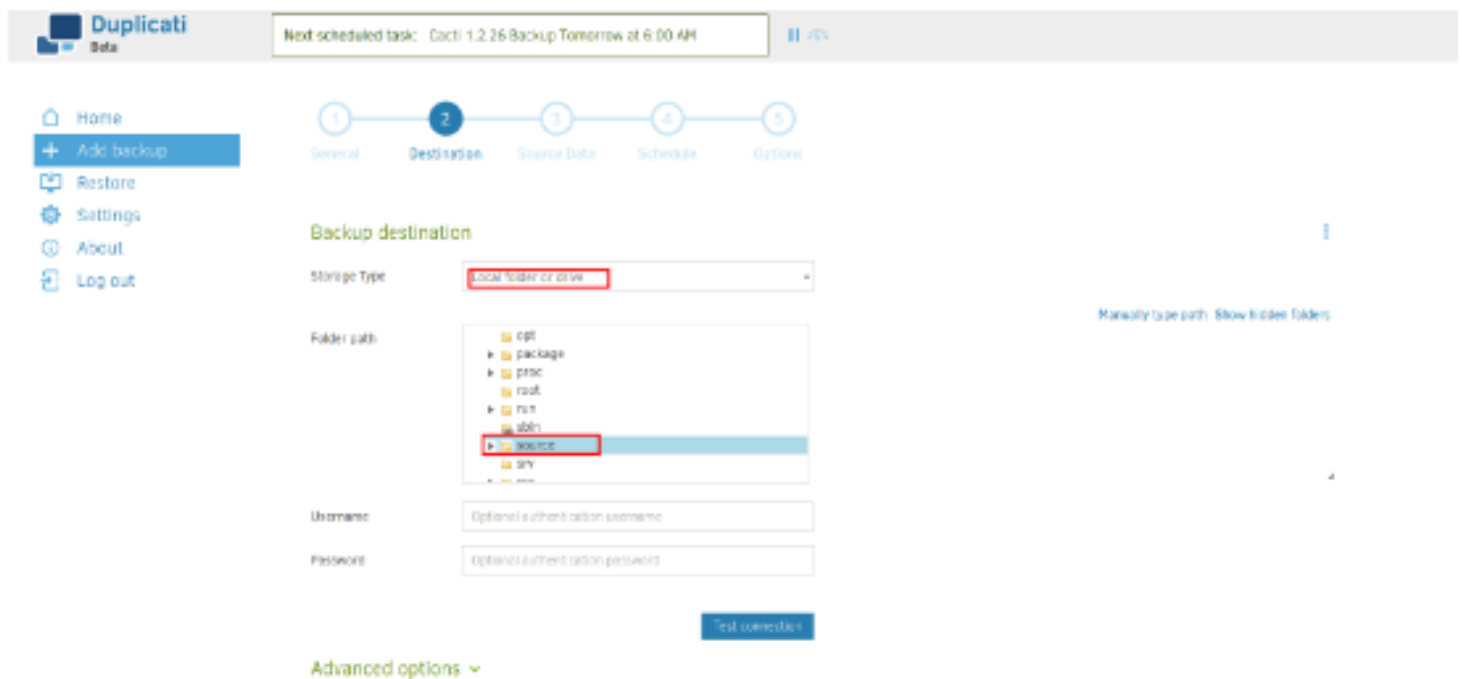 Duplicati
Beta
Next scheduled task: Cacti 1.2.26 Backup Tomorrow at 6:00 AM
Home
Add backup
Restore
Settings
About
Log out
1 2 3 4 5
General Destination Source Data Schedule Options
Backup destination
Storage Type Local folder or drive
Manually type path Show hidden folders
Folder path
opt
package
proc
root
run
sbin
source
srv
Username Optional authentication username
Password Optional authentication password
Test connection
Advanced options